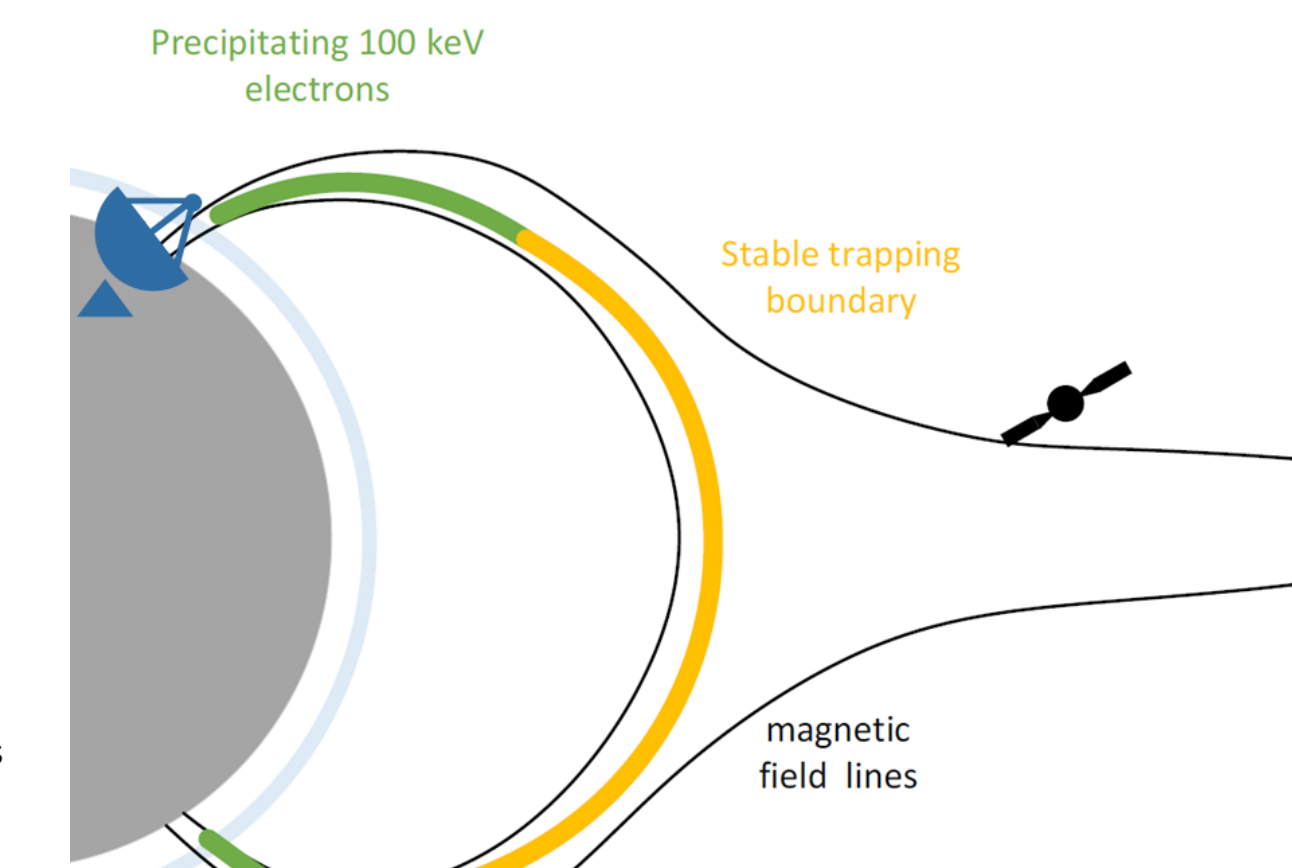 Precipitating 100 keV
electrons
Stable trapping
boundary
magnetic
field lines
s